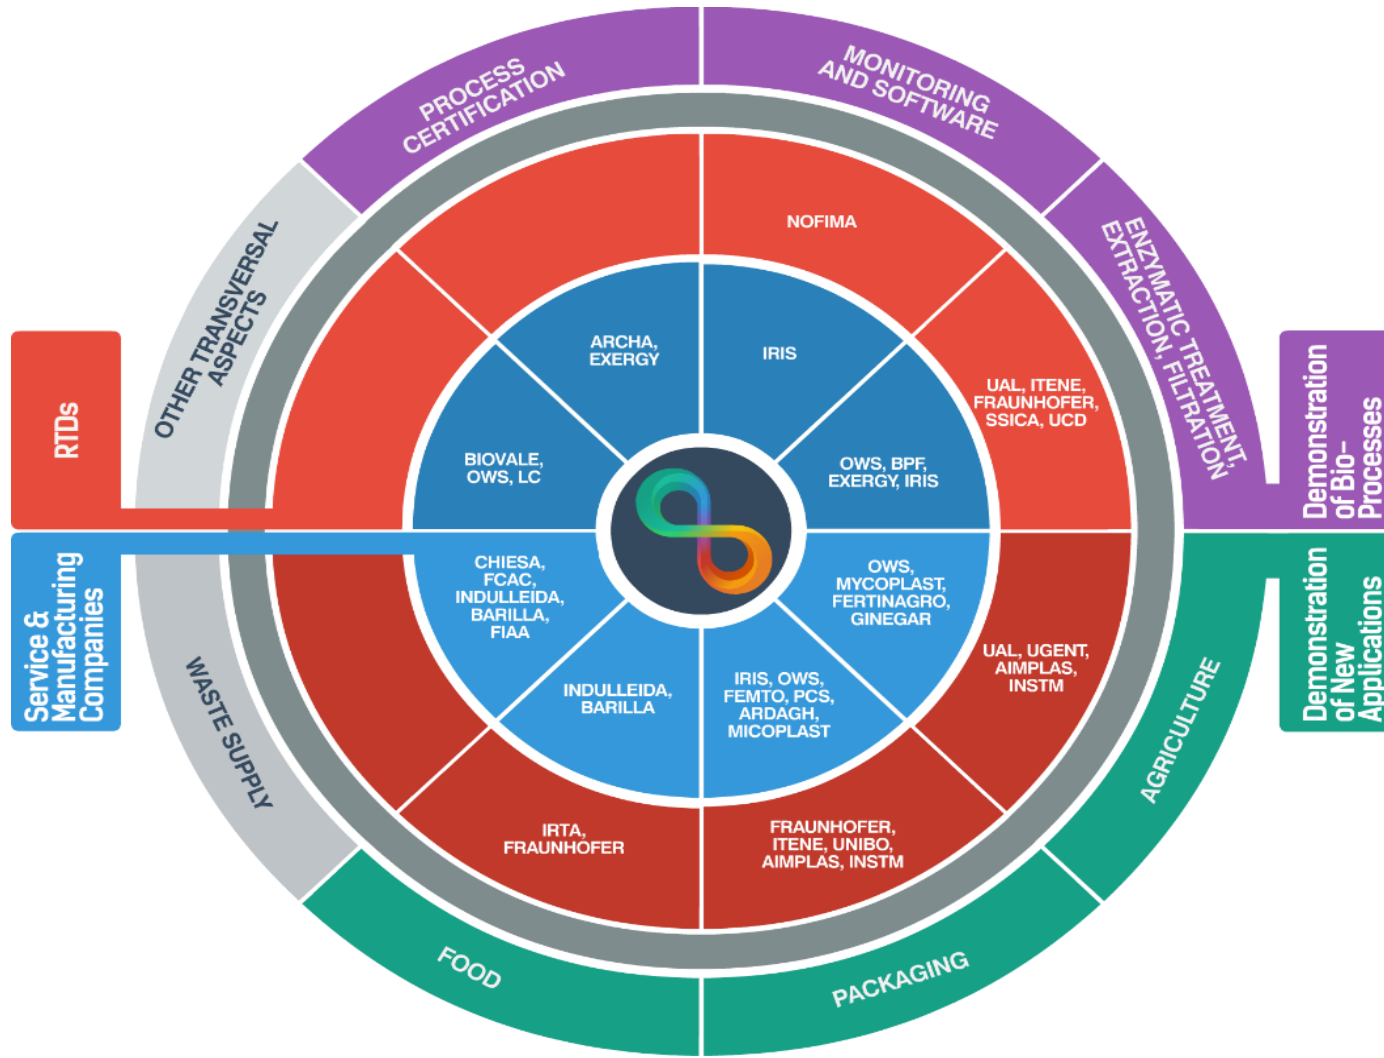 PROCESS
CERTIFICATION
MONITORING
AND SOFTWARE
ENZYMATIC TREATMENT,
EXTRACTION, FILTRATION
OTHER TRANSVERSAL
ASPECTS
NOFIMA
ARCHA,
EXERGY
IRIS
UAL, ITENE,
FRAUNHOFER,
SSICA, UCD
BIOVALE,
OWS, LC
OWS, BPF,
EXERGY, IRIS
RTDs
Demonstration
of Bio-
Processes
Service &
Manufacturing
Companies
Demonstration
of New
Applications
CHIESA,
FCAC,
INDULLEIDA,
BARILLA,
FIAA
OWS,
MYCOPLAST,
FERTINAGRO,
GINEGAR
UAL, UGENT,
AIMPLAS,
INSTM
INDULLEIDA,
BARILLA
IRIS, OWS,
FEMTO, PCS,
ARDAGH,
MICOPLAST
IRTA,
FRAUNHOFER
FRAUNHOFER,
ITENE, UNIBO,
AIMPLAS, INSTM
WASTE SUPPLY
AGRICULTURE
FOOD
PACKAGING